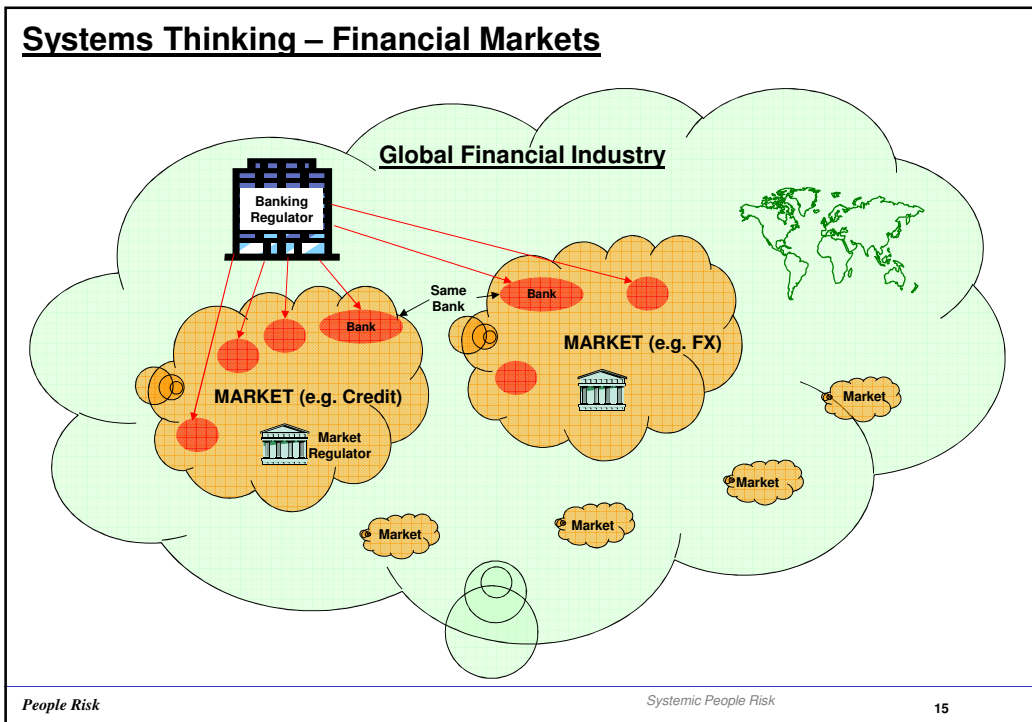 Systems Thinking – Financial Markets
Global Financial Industry
Banking
Regulator
Same
Bank
Bank
Bank
MARKET (e.g. FX)
MARKET (e.g. Credit)
Market
Regulator
Market
Market
Market
Market
People Risk
Systemic People Risk
15